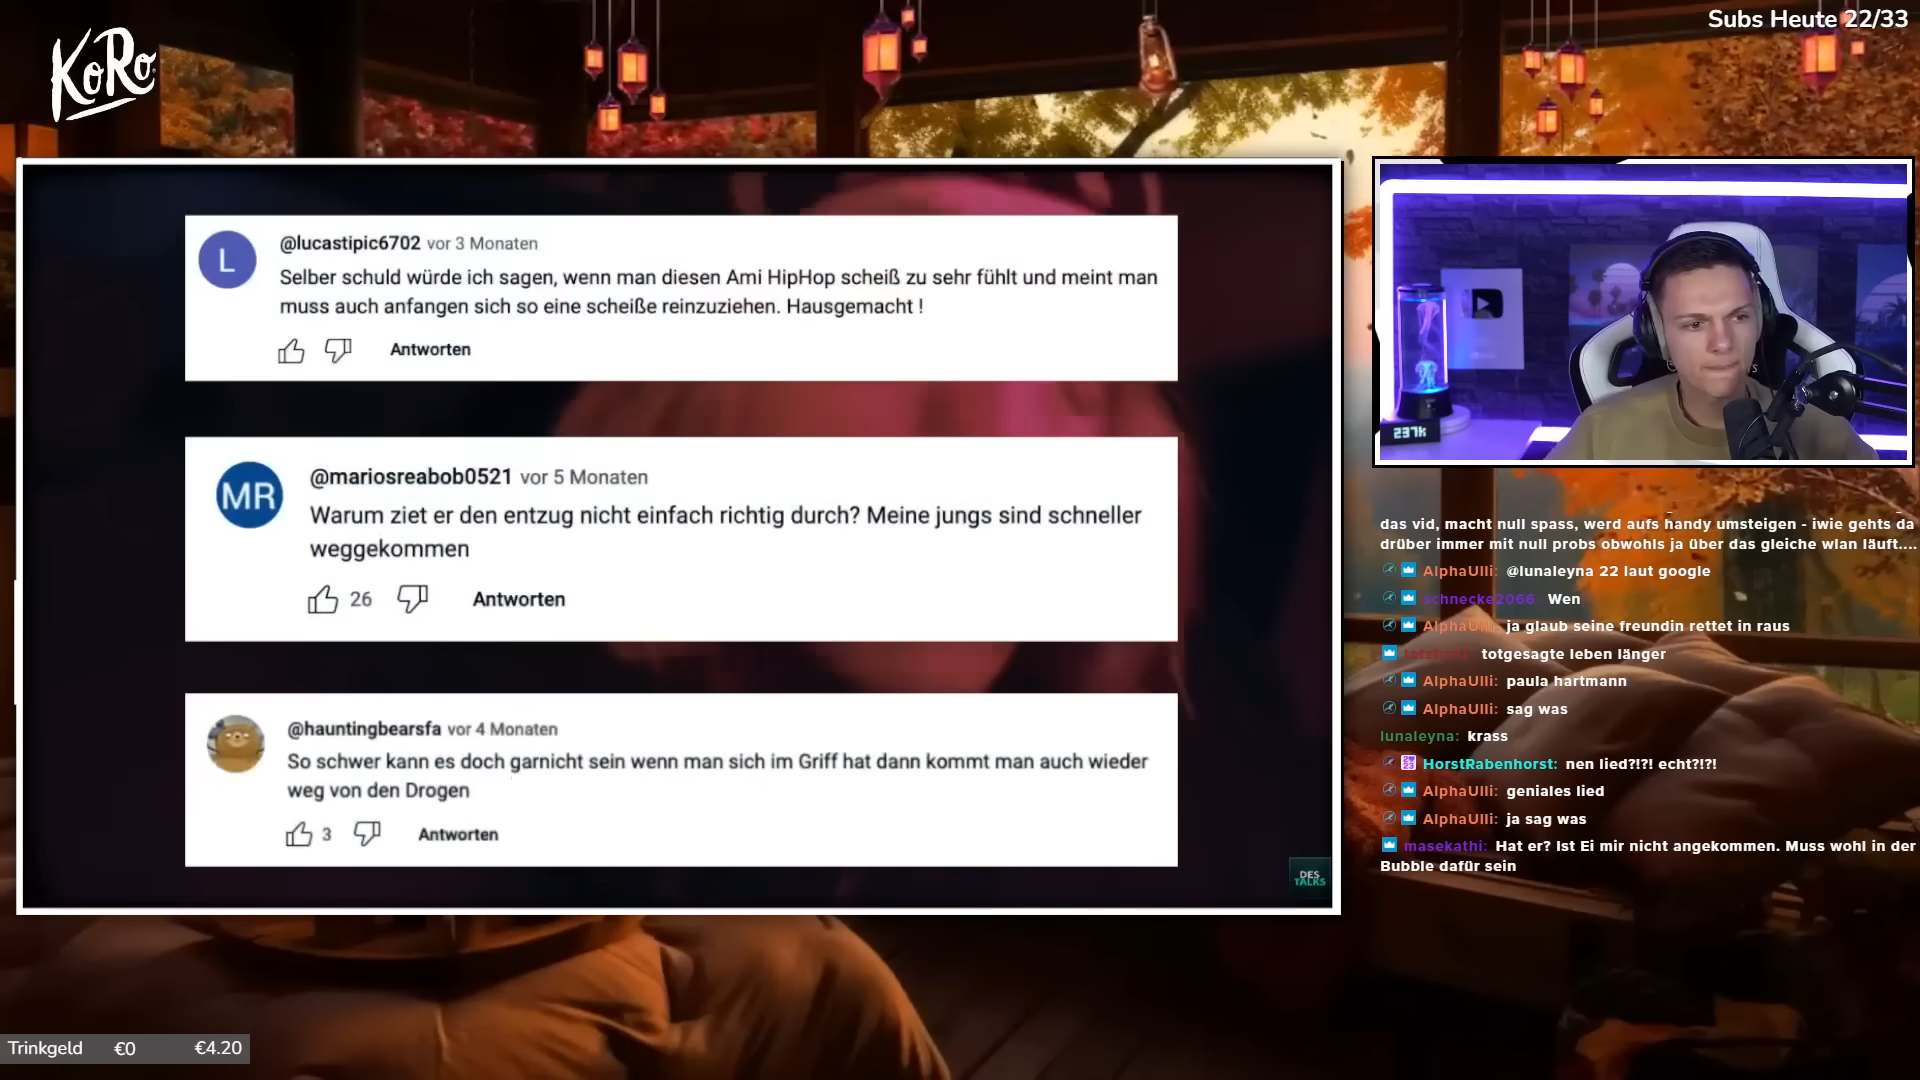 KoRo
Subs Heute 22/33
L
@lucastipic6702 vor 3 Monaten
Selber schuld würde ich sagen, wenn man diesen Ami HipHop scheiß zu sehr fühlt und meint man
muss auch anfangen sich so eine scheiße reinzuziehen. Hausgemacht !
Antworten
MR
@mariosreabob0521 vor 5 Monaten
Warum ziet er den entzug nicht einfach richtig durch? Meine jungs sind schneller
weggekommen
26
Antworten
@hauntingbearsfa vor 4 Monaten
So schwer kann es doch garnicht sein wenn man sich im Griff hat dann kommt man auch wieder
weg von den Drogen
3
Antworten
DES
TALKS
237k
das vid, macht null spass, werd aufs handy umsteigen - iwie gehts da
drüber immer mit null probs obwohls ja über das gleiche wlan läuft....
AlphaUlli: @lunaleyna 22 laut google
schnecke2066 Wen
AlphaUlli: ja glaub seine freundin rettet in raus
totgesagte leben länger
AlphaUlli: paula hartmann
AlphaUlli: sag was
lunaleyna: krass
HorstRabenhorst: nen lied?!?! echt?!?!
AlphaUlli: geniales lied
AlphaUlli: ja sag was
masekathi: Hat er? Ist Ei mir nicht angekommen. Muss wohl in der
Bubble dafür sein
Trinkgeld €0 €4.20